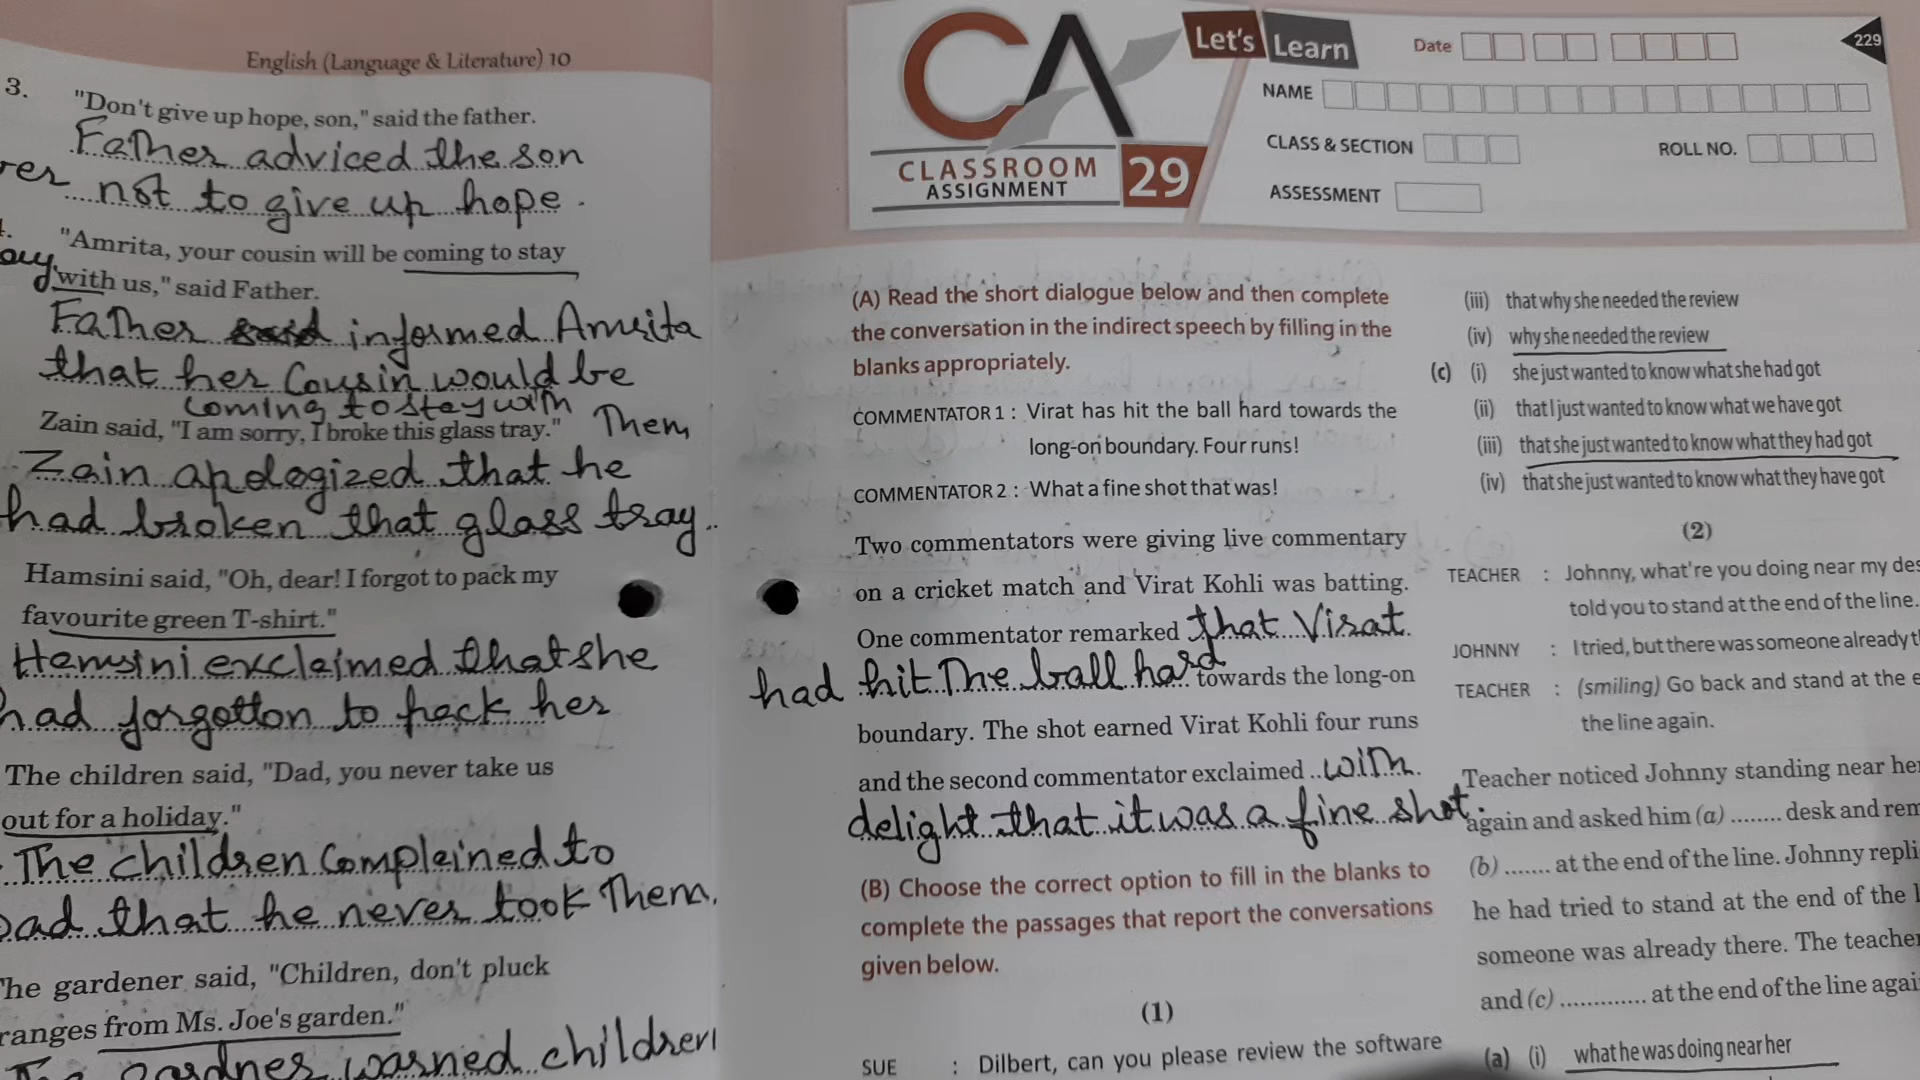 English (Language & Literature) 10
3.
"Don't give up hope, son," said the father.
Father adviced the son
not to give up hope.
"Amrita, your cousin will be coming to stay
with us," said Father.
Father said informed Amrita
that her Cousin would be
coming to stay with Them
Zain said, "I am sorry, I broke this glass tray."
Zain apologized that he
had broken that glass tray.
Hamsini said, "Oh, dear! I forgot to pack my
favourite green T-shirt."
Hamsini exclaimed that she
had forgotton to pack her
The children said, "Dad, you never take us
out for a holiday."
The children Complained to
that he never took Them.
gardener said, "Children, don't pluck
from Ms. Joe's garden."
warned children
CA
CLASSROOM
ASSIGNMENT
29
Let's Learn
Date
229
NAME
CLASS & SECTION
ROLL NO.
ASSESSMENT
(A) Read the short dialogue below and then complete
the conversation in the indirect speech by filling in the
blanks appropriately.
COMMENTATOR 1 : Virat has hit the ball hard towards the
long-on boundary. Four runs!
COMMENTATOR 2 : What a fine shot that was!
Two commentators were giving live commentary
on a cricket match and Virat Kohli was batting.
One commentator remarked that Virat
had hit The ball hard towards the long-on
boundary. The shot earned Virat Kohli four runs
and the second commentator exclaimed with
delight that it was a fine shot.
(B) Choose the correct option to fill in the blanks to
complete the passages that report the conversations
given below.
(1)
SUE : Dilbert, can you please review the software
(iii) that why she needed the review
(iv) why she needed the review
(c) (i) she just wanted to know what she had got
(ii) that I just wanted to know what we have got
(iii) that she just wanted to know what they had got
(iv) that she just wanted to know what they have got
(2)
TEACHER : Johnny, what're you doing near my
told you to stand at the end of the line.
JOHNNY : I tried, but there was someone already
TEACHER : (smiling) Go back and stand at the
the line again.
Teacher noticed Johnny standing near
again and asked him (a) ........ desk and
(b) ....... at the end of the line. Johnny
he had tried to stand at the end of the
someone was already there. The
and (c) ............. at the end of the line
(a) (i) what he was doing near her